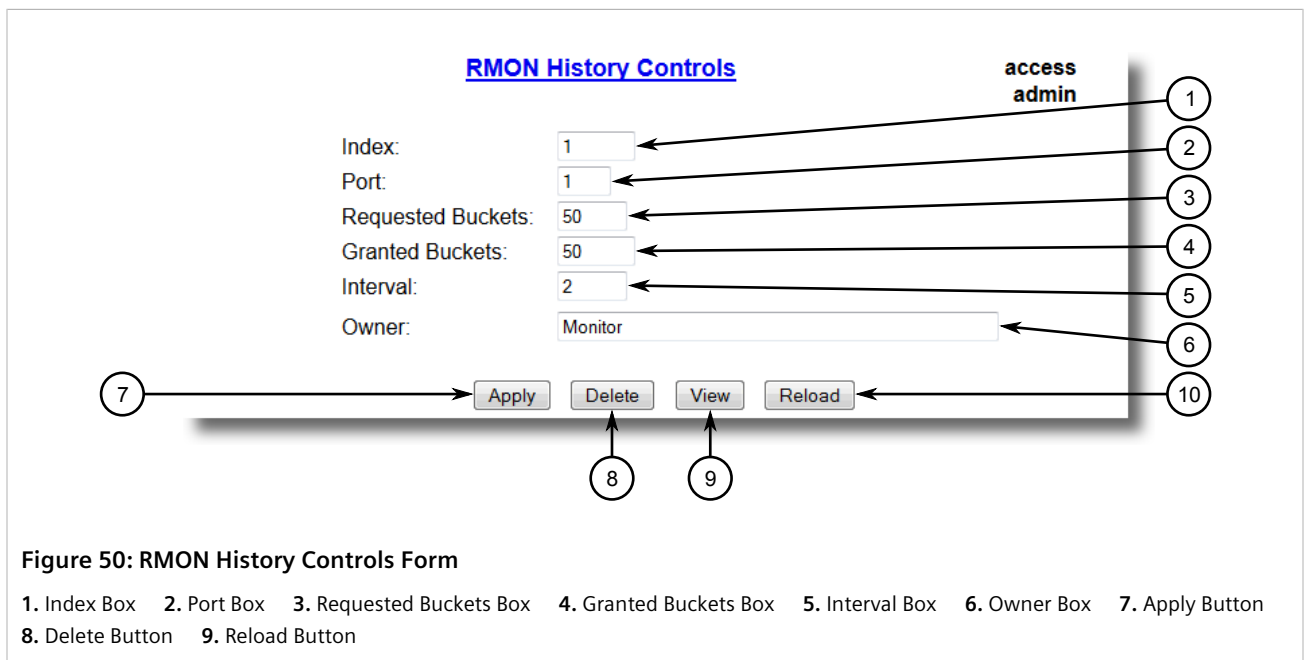 RMON History Controls
access
admin
1
Index: 1
2
Port: 1
3
Requested Buckets: 50
4
Granted Buckets: 50
5
Interval: 2
6
Owner: Monitor
7
Apply Delete View Reload
10
8
9
Figure 50: RMON History Controls Form
1. Index Box 2. Port Box 3. Requested Buckets Box 4. Granted Buckets Box 5. Interval Box 6. Owner Box 7. Apply Button
8. Delete Button 9. Reload Button